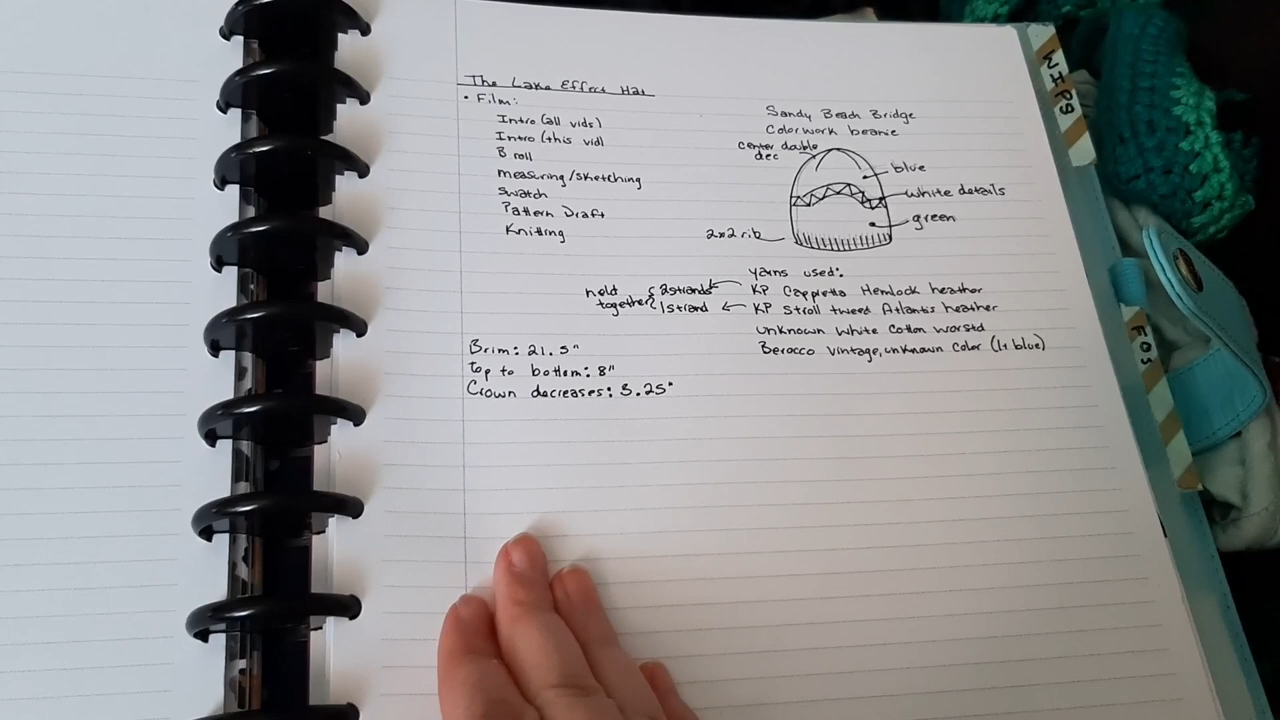 The Lake Effect Hat
• Film:
Intro (all vids)
Intro (this vid)
B roll
measuring/sketching
Swatch
Pattern Draft
Knitting
Sandy Beach Bridge
Colorwork beanie
center double
dec
blue
white details
green
2x2 rib
yarns used:
hold
together
2 strands
KP Cappretta Hemlock heather
1 strand
KP Stroll tweed Atlantis heather
unknown white cotton worstd
Berocco Vintage, unknown color (lt blue)
Brim: 21.5"
top to bottom: 8"
Crown decreases: 3.25"
WIPS
FOS